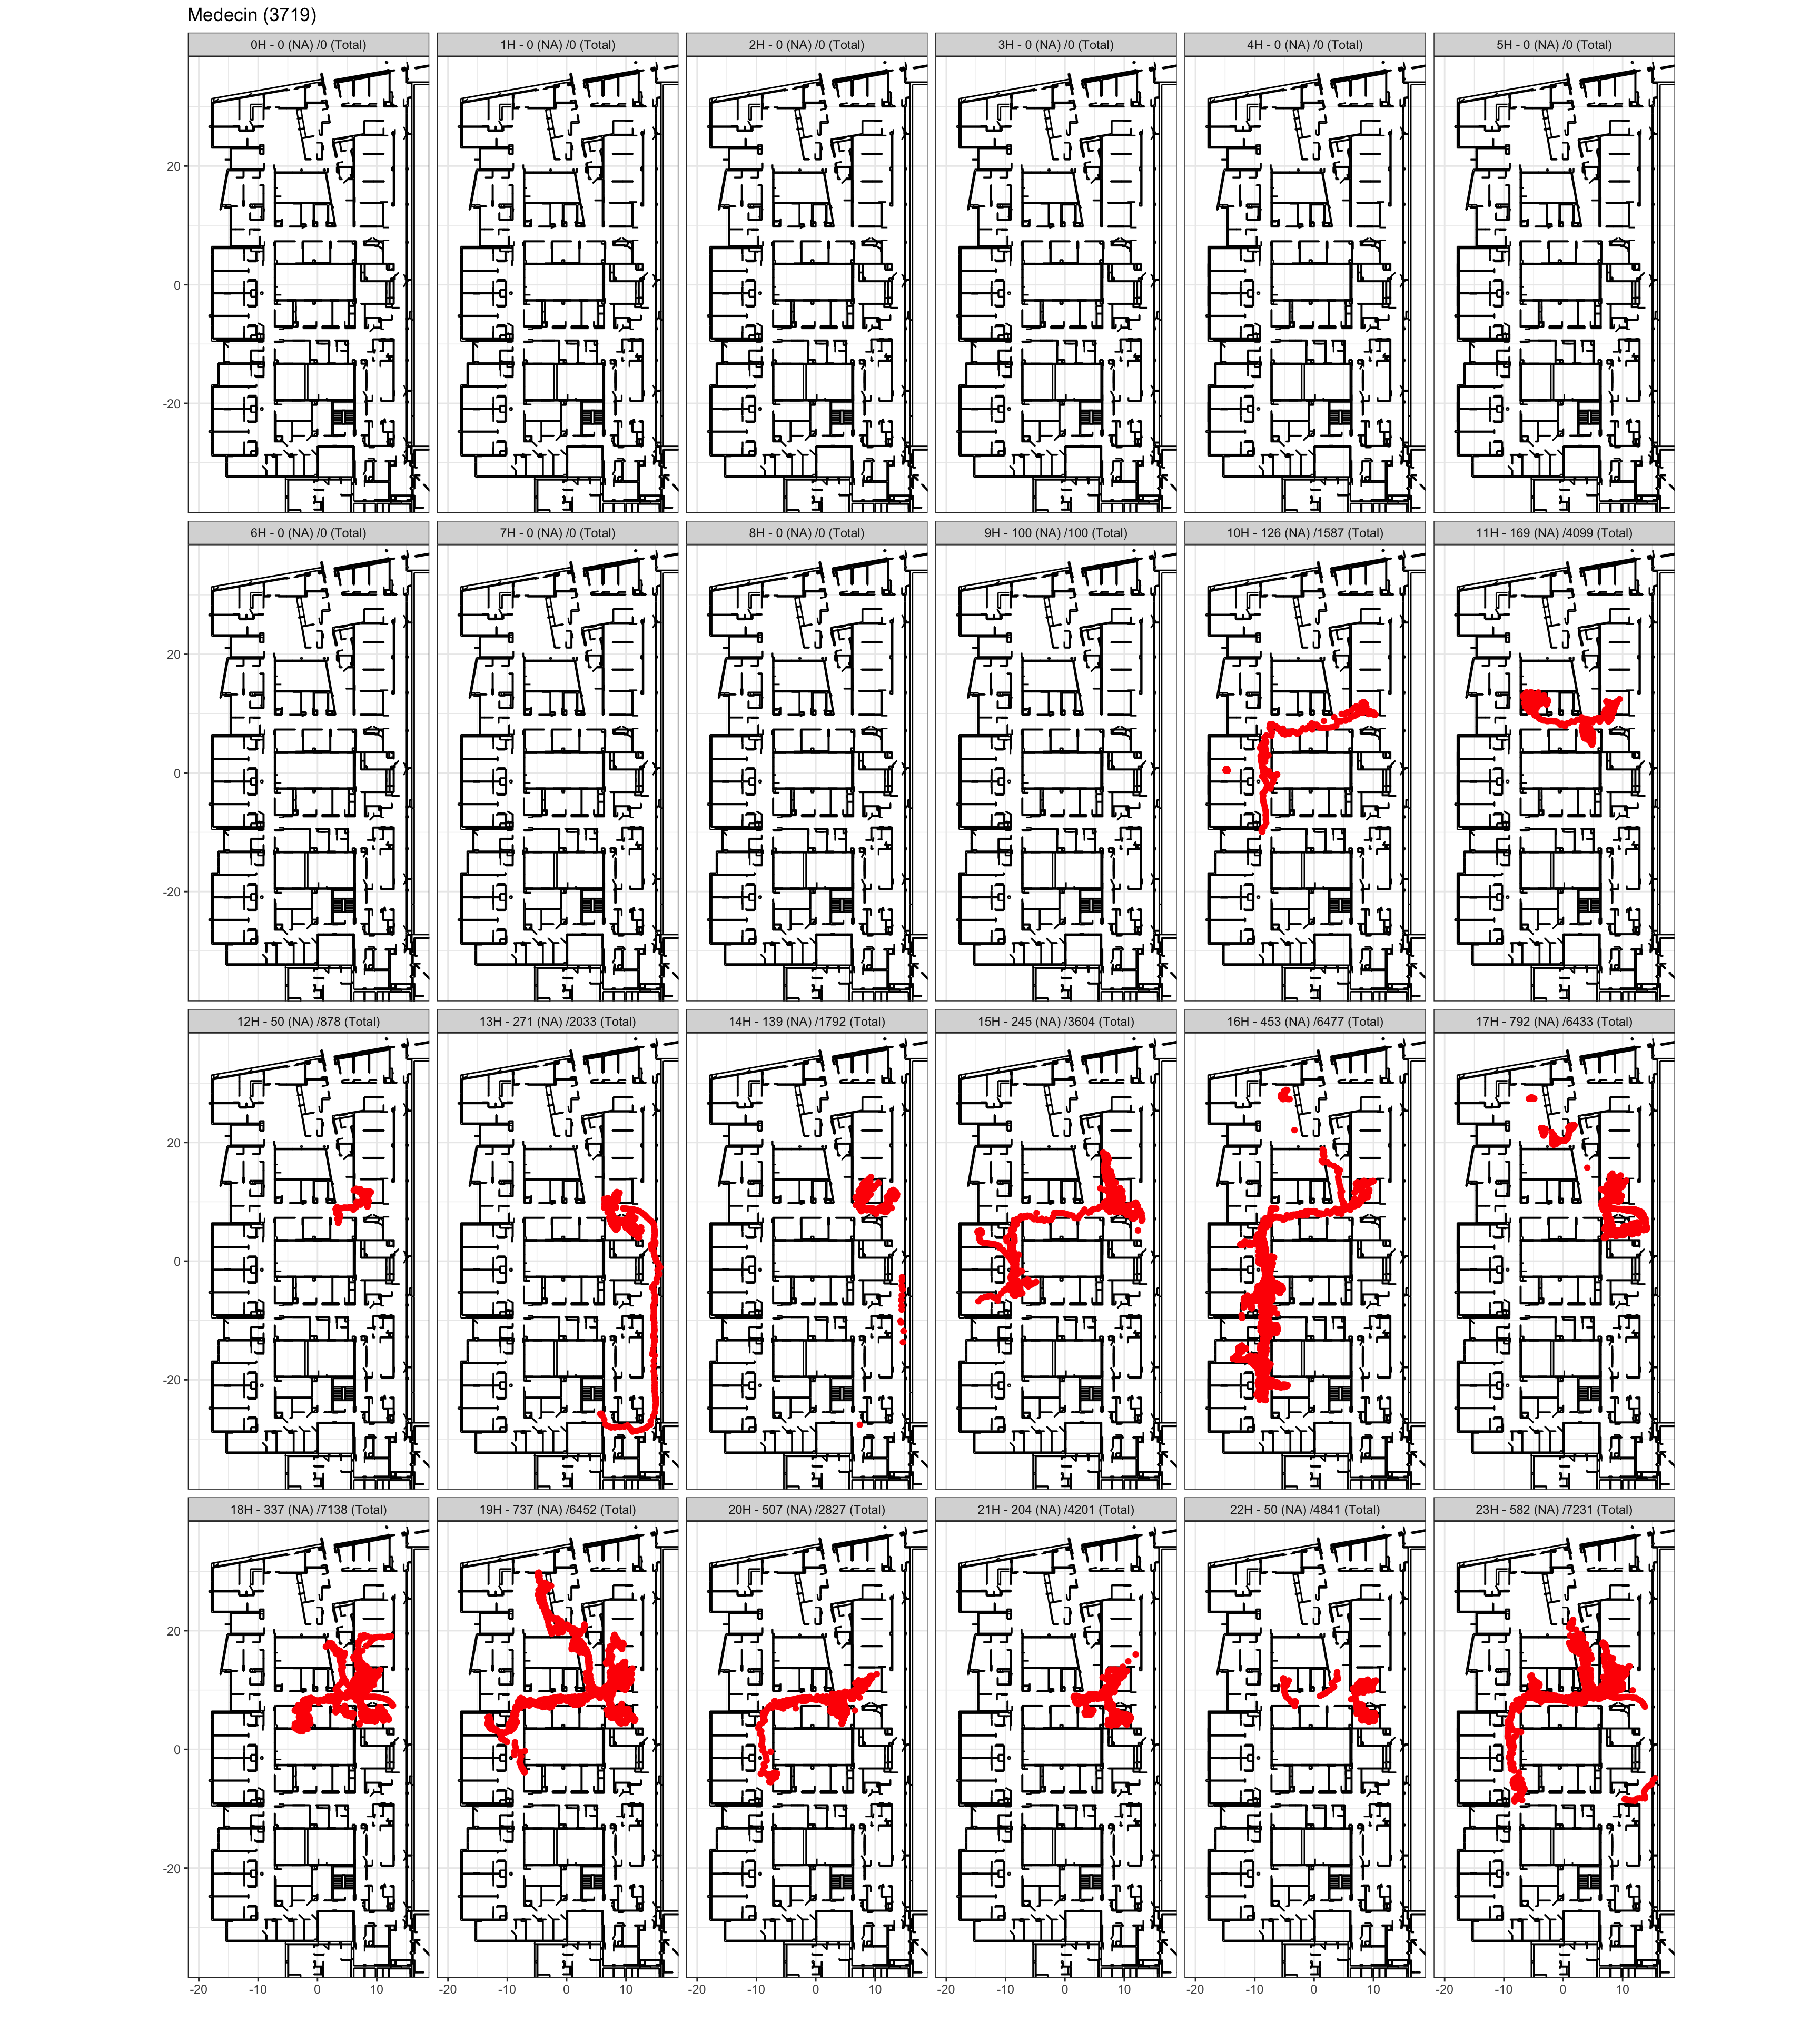 Medecin (3719)
0H - 0 (NA) /0 (Total)
1H - 0 (NA) /0 (Total)
2H - 0 (NA) /0 (Total)
3H - 0 (NA) /0 (Total)
4H - 0 (NA) /0 (Total)
5H - 0 (NA) /0 (Total)
20
0
-20
6H - 0 (NA) /0 (Total)
7H - 0 (NA) /0 (Total)
8H - 0 (NA) /0 (Total)
9H - 100 (NA) /100 (Total)
10H - 126 (NA) /1587 (Total)
11H - 169 (NA) /4099 (Total)
20
0
-20
12H - 50 (NA) /878 (Total)
13H - 271 (NA) /2033 (Total)
14H - 139 (NA) /1792 (Total)
15H - 245 (NA) /3604 (Total)
16H - 453 (NA) /6477 (Total)
17H - 792 (NA) /6433 (Total)
20
0
-20
18H - 337 (NA) /7138 (Total)
19H - 737 (NA) /6452 (Total)
20H - 507 (NA) /2827 (Total)
21H - 204 (NA) /4201 (Total)
22H - 50 (NA) /4841 (Total)
23H - 582 (NA) /7231 (Total)
20
0
-20
-20 -10 0 10
-20 -10 0 10
-20 -10 0 10
-20 -10 0 10
-20 -10 0 10
-20 -10 0 10